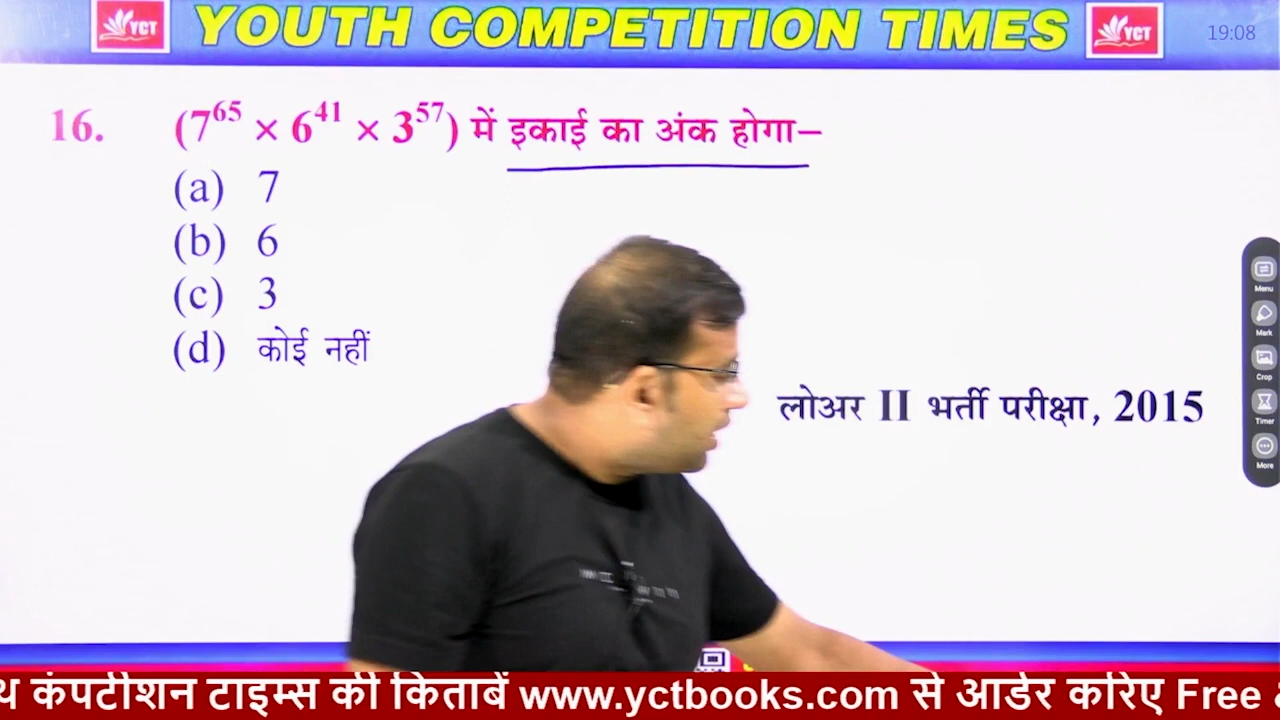 YCT YOUTH COMPETITION TIMES YCT 19:08
16. (7⁶⁵ × 6⁴¹ × 3⁵⁷) में इकाई का अंक होगा–
(a) 7
(b) 6
(c) 3
(d) कोई नहीं
लोअर II भर्ती परीक्षा, 2015
Menu
Mark
Crop
Timer
More
कंपटीशन टाइम्स की किताबें www.yctbooks.com से आर्डर करिए Free